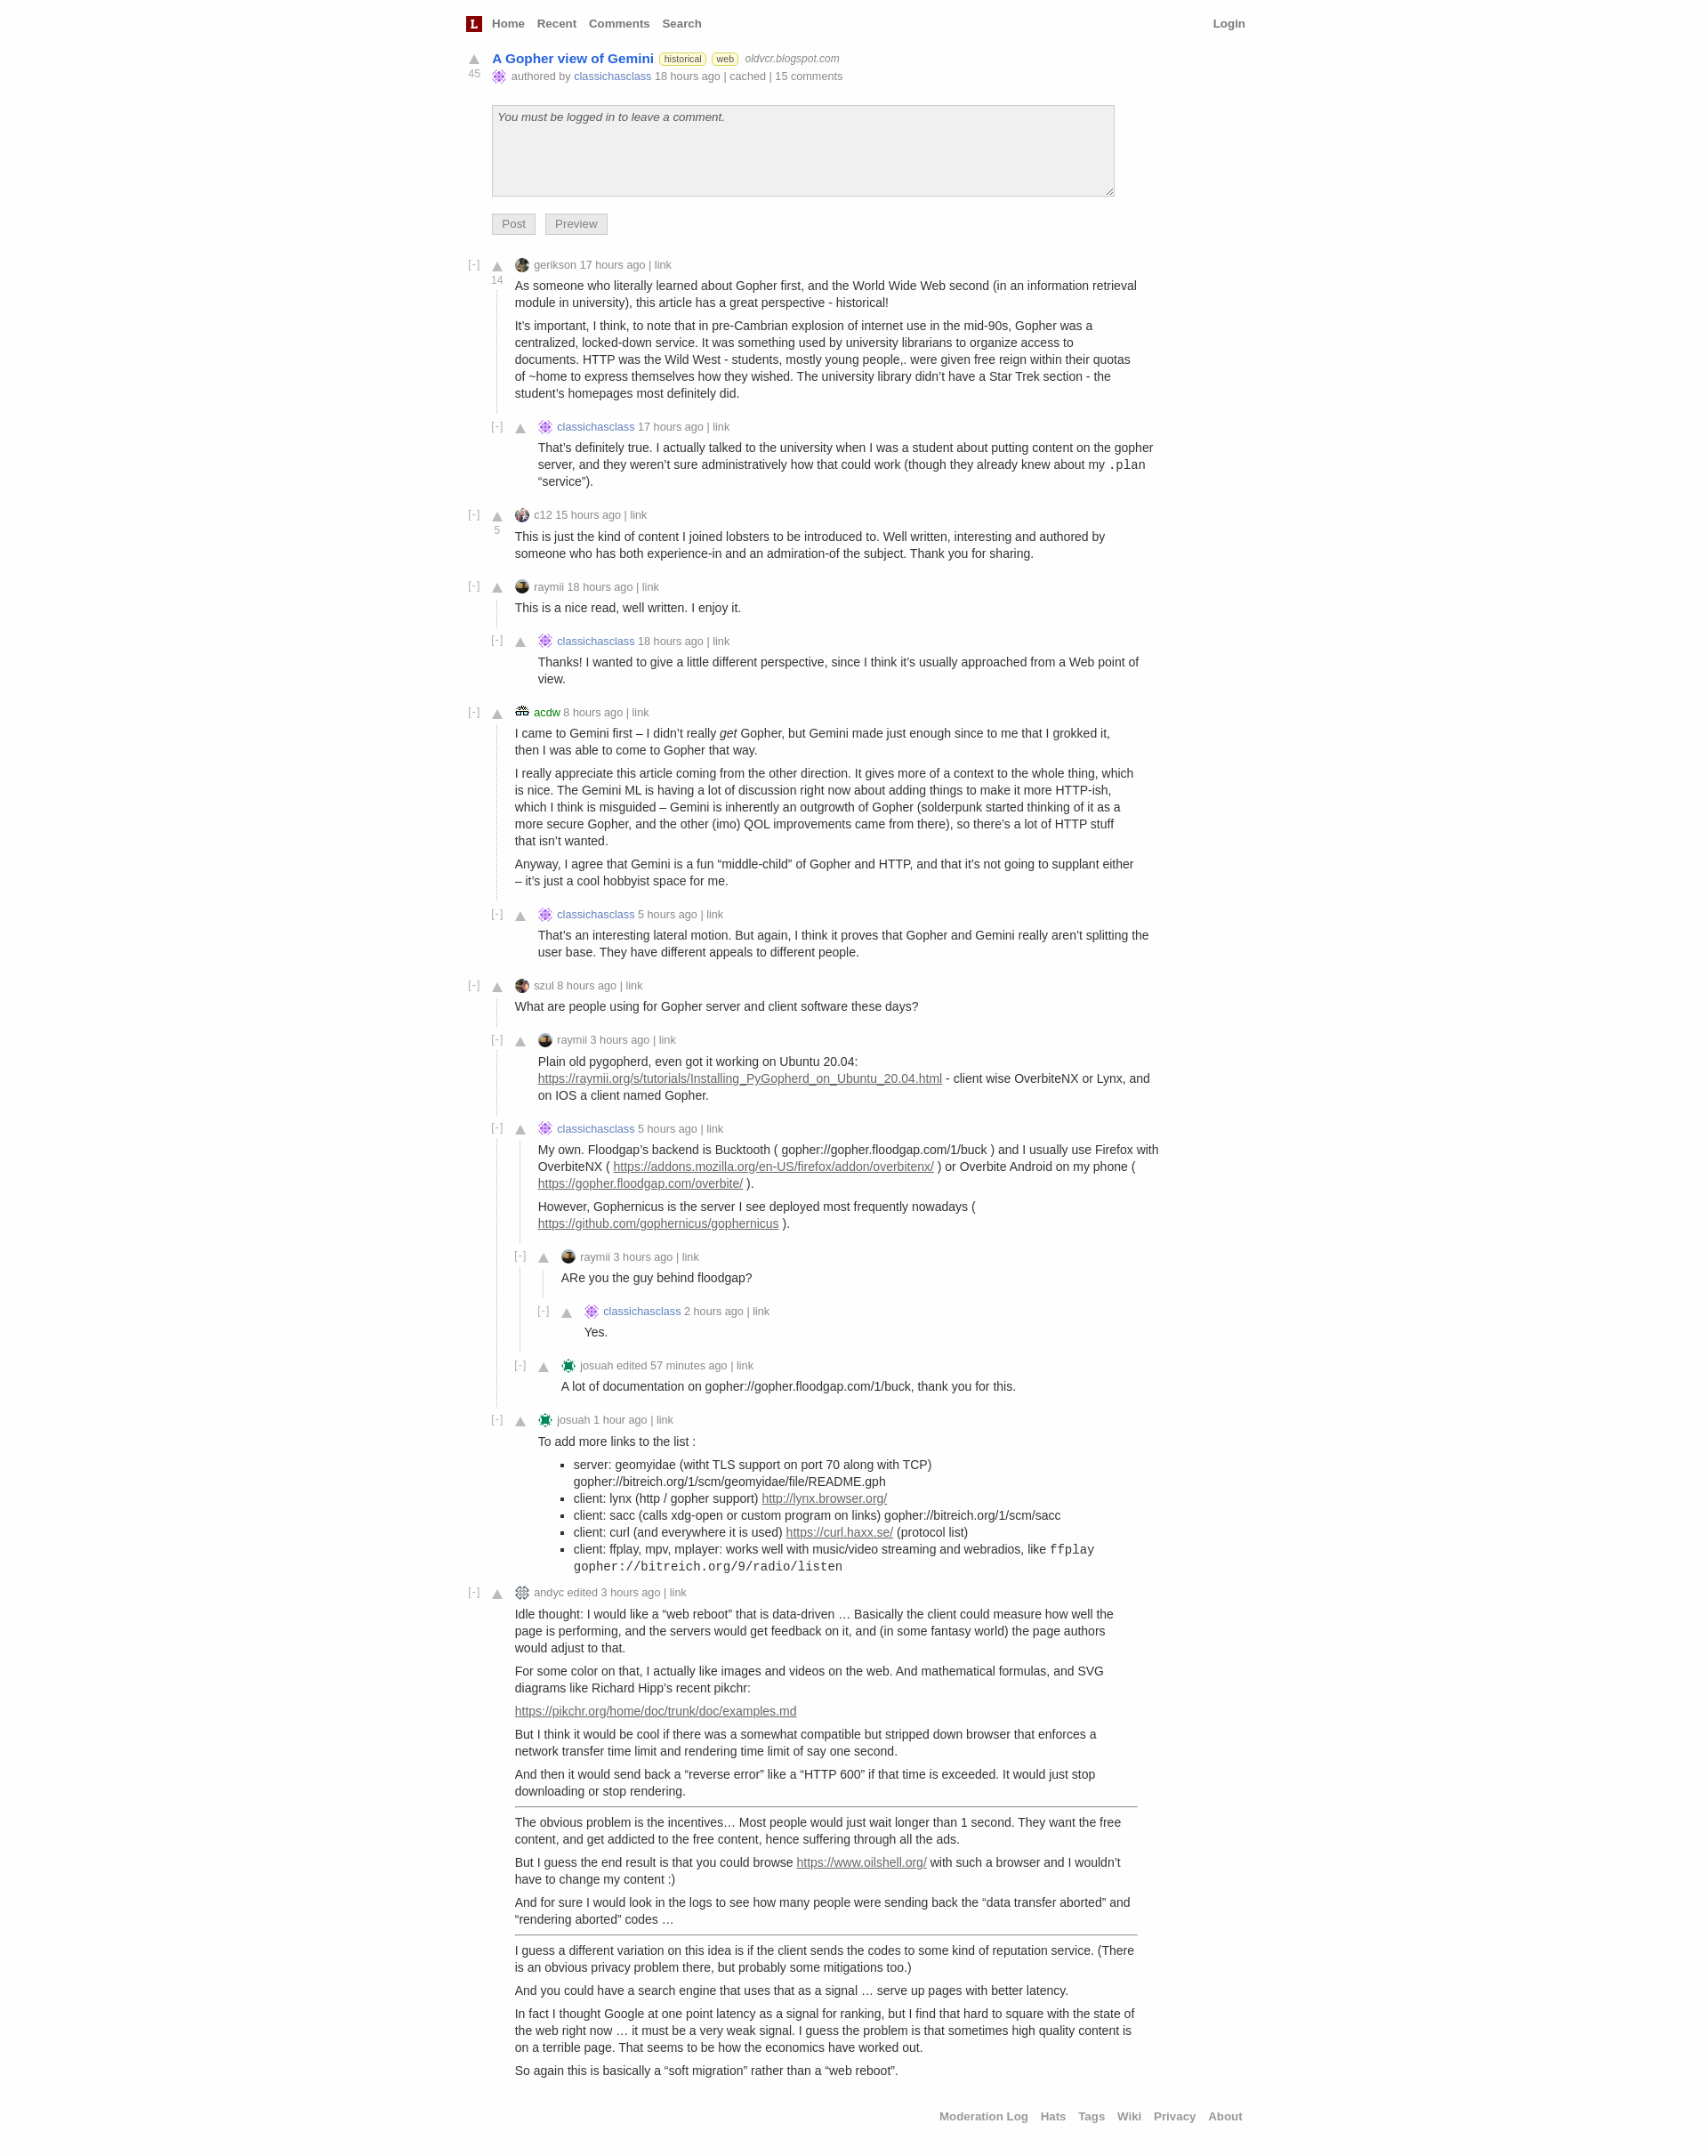 L Home Recent Comments Search Login
A Gopher view of Gemini historical web oldvcr.blogspot.com
45 authored by classichasclass 18 hours ago | cached | 15 comments
You must be logged in to leave a comment.
Post Preview
[-] gerikson 17 hours ago | link
14
As someone who literally learned about Gopher first, and the World Wide Web second (in an information retrieval
module in university), this article has a great perspective - historical!
It’s important, I think, to note that in pre-Cambrian explosion of internet use in the mid-90s, Gopher was a
centralized, locked-down service. It was something used by university librarians to organize access to
documents. HTTP was the Wild West - students, mostly young people,. were given free reign within their quotas
of ~home to express themselves how they wished. The university library didn’t have a Star Trek section - the
student’s homepages most definitely did.
[-] classichasclass 17 hours ago | link
That’s definitely true. I actually talked to the university when I was a student about putting content on the gopher
server, and they weren’t sure administratively how that could work (though they already knew about my .plan
“service”).
[-] c12 15 hours ago | link
5
This is just the kind of content I joined lobsters to be introduced to. Well written, interesting and authored by
someone who has both experience-in and an admiration-of the subject. Thank you for sharing.
[-] raymii 18 hours ago | link
This is a nice read, well written. I enjoy it.
[-] classichasclass 18 hours ago | link
Thanks! I wanted to give a little different perspective, since I think it’s usually approached from a Web point of
view.
[-] acdw 8 hours ago | link
I came to Gemini first – I didn’t really get Gopher, but Gemini made just enough since to me that I grokked it,
then I was able to come to Gopher that way.
I really appreciate this article coming from the other direction. It gives more of a context to the whole thing, which
is nice. The Gemini ML is having a lot of discussion right now about adding things to make it more HTTP-ish,
which I think is misguided – Gemini is inherently an outgrowth of Gopher (solderpunk started thinking of it as a
more secure Gopher, and the other (imo) QOL improvements came from there), so there’s a lot of HTTP stuff
that isn’t wanted.
Anyway, I agree that Gemini is a fun “middle-child” of Gopher and HTTP, and that it’s not going to supplant either
– it’s just a cool hobbyist space for me.
[-] classichasclass 5 hours ago | link
That’s an interesting lateral motion. But again, I think it proves that Gopher and Gemini really aren’t splitting the
user base. They have different appeals to different people.
[-] szul 8 hours ago | link
What are people using for Gopher server and client software these days?
[-] raymii 3 hours ago | link
Plain old pygopherd, even got it working on Ubuntu 20.04:
https://raymii.org/s/tutorials/Installing_PyGopherd_on_Ubuntu_20.04.html - client wise OverbiteNX or Lynx, and
on IOS a client named Gopher.
[-] classichasclass 5 hours ago | link
My own. Floodgap’s backend is Bucktooth ( gopher://gopher.floodgap.com/1/buck ) and I usually use Firefox with
OverbiteNX ( https://addons.mozilla.org/en-US/firefox/addon/overbitenx/ ) or Overbite Android on my phone (
https://gopher.floodgap.com/overbite/ ).
However, Gophernicus is the server I see deployed most frequently nowadays (
https://github.com/gophernicus/gophernicus ).
[-] raymii 3 hours ago | link
ARe you the guy behind floodgap?
[-] classichasclass 2 hours ago | link
Yes.
[-] josuah edited 57 minutes ago | link
A lot of documentation on gopher://gopher.floodgap.com/1/buck, thank you for this.
[-] josuah 1 hour ago | link
To add more links to the list :
▪ server: geomyidae (witht TLS support on port 70 along with TCP)
gopher://bitreich.org/1/scm/geomyidae/file/README.gph
▪ client: lynx (http / gopher support) http://lynx.browser.org/
▪ client: sacc (calls xdg-open or custom program on links) gopher://bitreich.org/1/scm/sacc
▪ client: curl (and everywhere it is used) https://curl.haxx.se/ (protocol list)
▪ client: ffplay, mpv, mplayer: works well with music/video streaming and webradios, like ffplay
gopher://bitreich.org/9/radio/listen
[-] andyc edited 3 hours ago | link
Idle thought: I would like a “web reboot” that is data-driven … Basically the client could measure how well the
page is performing, and the servers would get feedback on it, and (in some fantasy world) the page authors
would adjust to that.
For some color on that, I actually like images and videos on the web. And mathematical formulas, and SVG
diagrams like Richard Hipp’s recent pikchr:
https://pikchr.org/home/doc/trunk/doc/examples.md
But I think it would be cool if there was a somewhat compatible but stripped down browser that enforces a
network transfer time limit and rendering time limit of say one second.
And then it would send back a “reverse error” like a “HTTP 600” if that time is exceeded. It would just stop
downloading or stop rendering.
The obvious problem is the incentives… Most people would just wait longer than 1 second. They want the free
content, and get addicted to the free content, hence suffering through all the ads.
But I guess the end result is that you could browse https://www.oilshell.org/ with such a browser and I wouldn’t
have to change my content :)
And for sure I would look in the logs to see how many people were sending back the “data transfer aborted” and
“rendering aborted” codes …
I guess a different variation on this idea is if the client sends the codes to some kind of reputation service. (There
is an obvious privacy problem there, but probably some mitigations too.)
And you could have a search engine that uses that as a signal … serve up pages with better latency.
In fact I thought Google at one point latency as a signal for ranking, but I find that hard to square with the state of
the web right now … it must be a very weak signal. I guess the problem is that sometimes high quality content is
on a terrible page. That seems to be how the economics have worked out.
So again this is basically a “soft migration” rather than a “web reboot”.
Moderation Log Hats Tags Wiki Privacy About